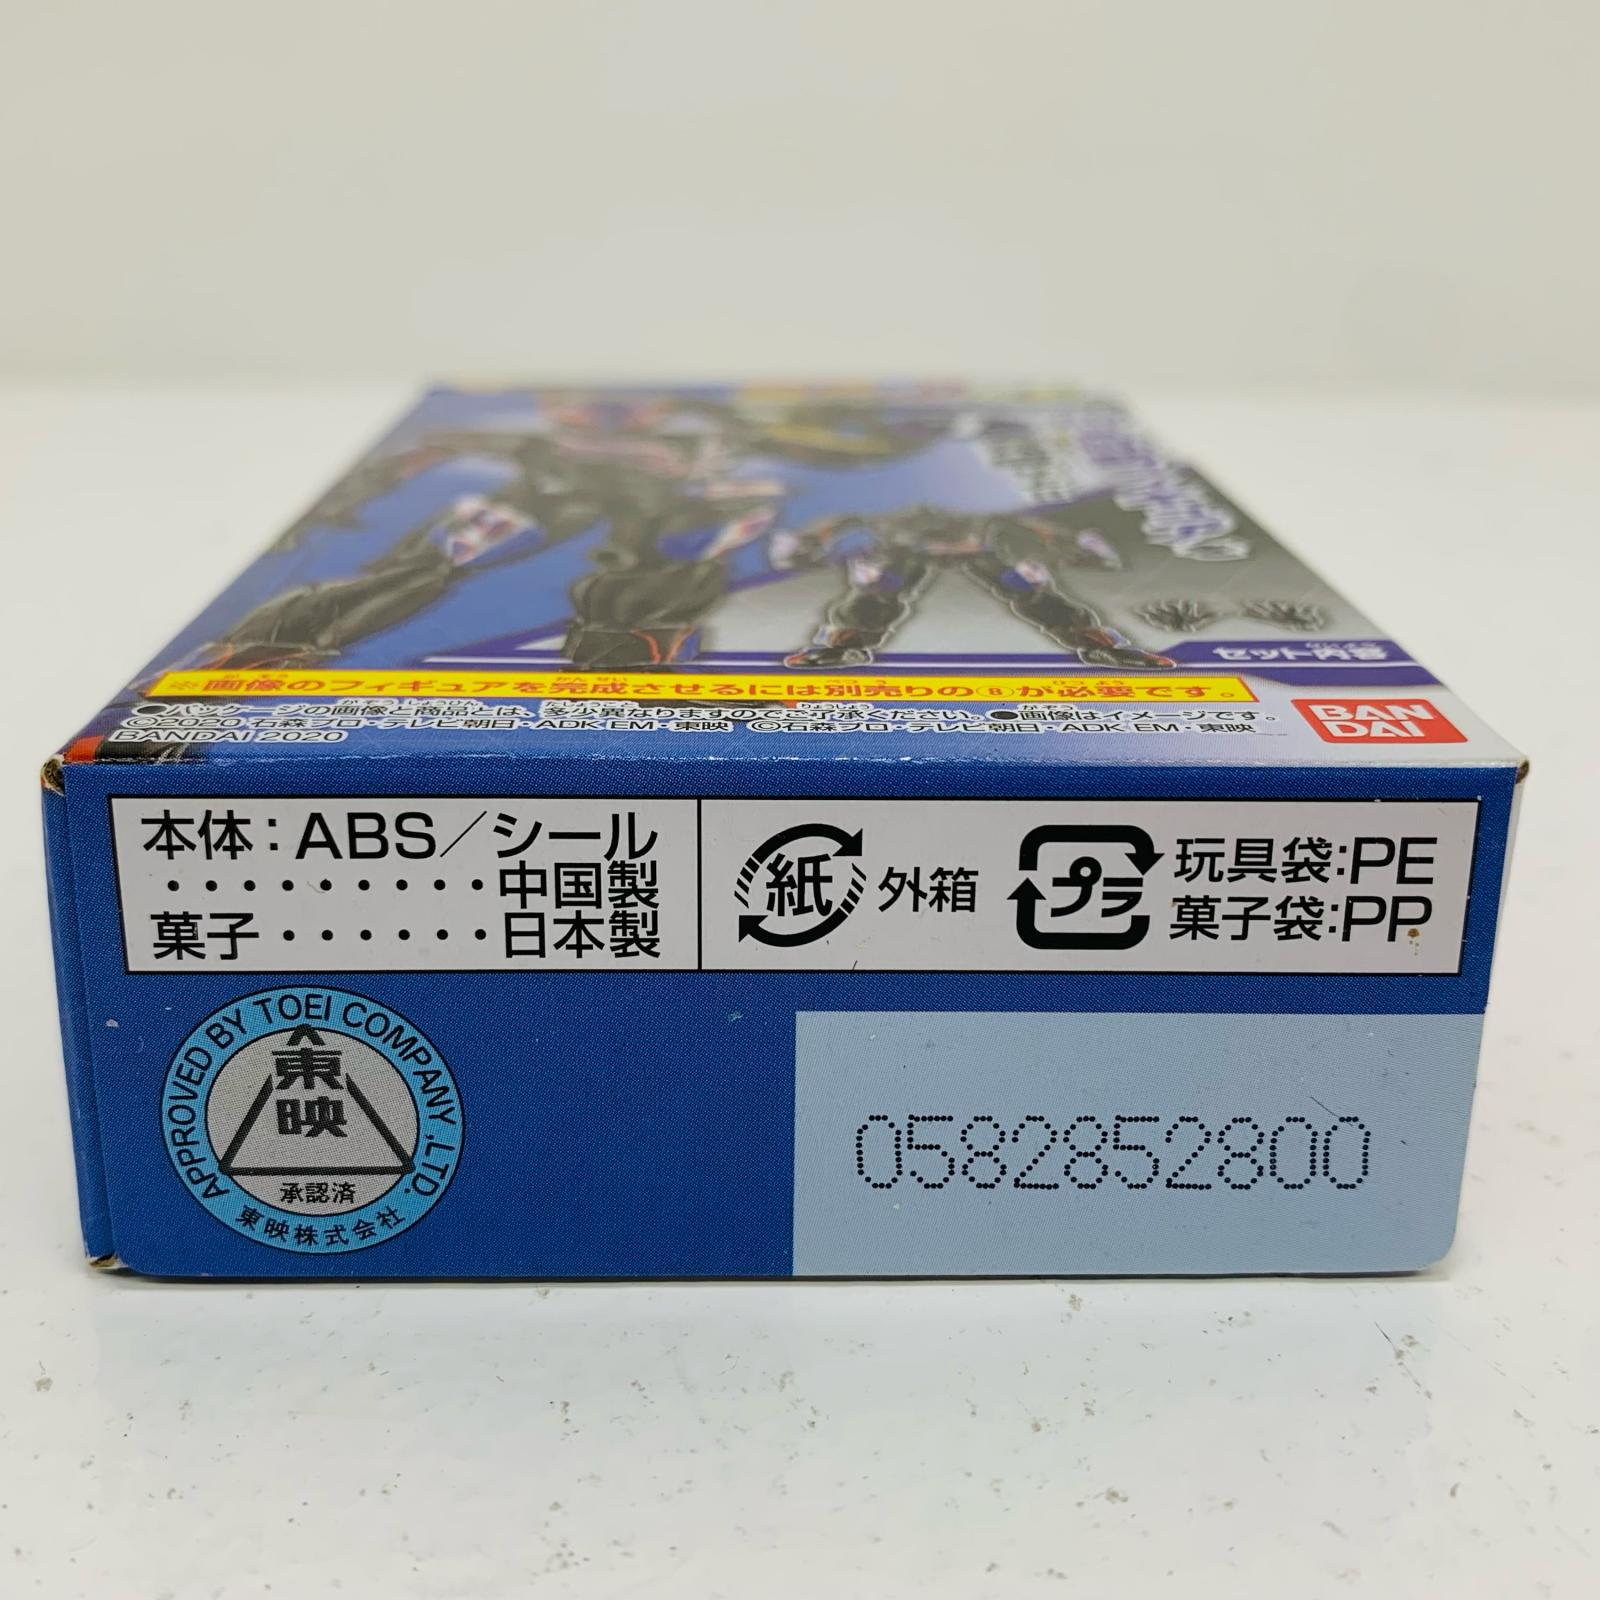 セット内容
※画像のフィギュアを完成させるには別売りの⑧が必要です。
●パッケージの画像と商品とは、多少異なりますのでご了承ください。●画像はイメージです。
©2020 石森プロ・テレビ朝日・ADK EM・東映 ©石森プロ・テレビ朝日・ADK EM・東映
BANDAI 2020
BAN
DAI
本体：ABS／シール
・・・・・・・・・中国製
菓子・・・・・・日本製
紙 外箱
プラ
玩具袋:PE
菓子袋:PP
APPROVED BY TOEI COMPANY ,LTD.
東映
承認済
東映株式会社
0582852800